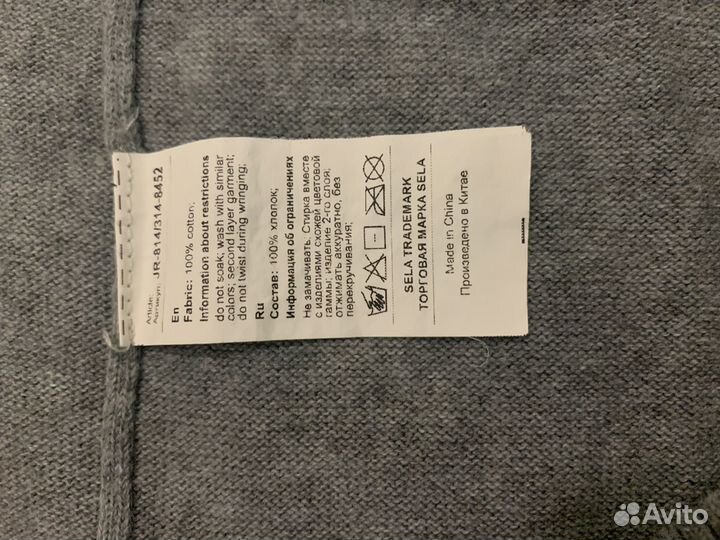 Article:
Артикул: JR-814/314-8452
En
Fabric: 100% cotton;
Information about restrictions
do not soak; wash with similar
colors; second layer garment;
do not twist during wringing;
Ru
Состав: 100% хлопок;
Информация об ограничениях
Не замачивать. Стирка вместе
с изделиями схожей цветовой
гаммы; изделие 2-го слоя;
отжимать аккуратно, без
перекручивания;
SELA TRADEMARK
ТОРГОВАЯ МАРКА SELA
Made in China
Произведено в Китае
Avito